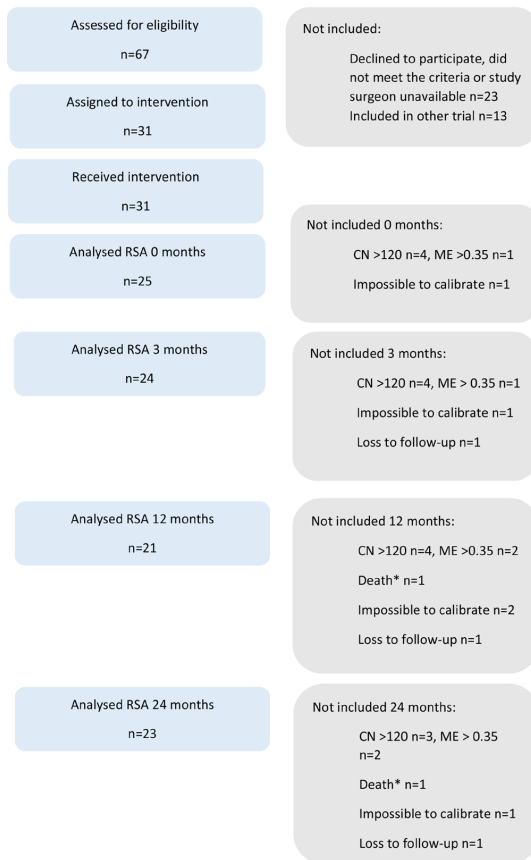 Assessed for eligibility
n=67
Not included:
Declined to participate, did
not meet the criteria or study
surgeon unavailable n=23
Included in other trial n=13
Assigned to intervention
n=31
Received intervention
n=31
Analysed RSA 0 months
n=25
Not included 0 months:
CN >120 n=4, ME >0.35 n=1
Impossible to calibrate n=1
Analysed RSA 3 months
n=24
Not included 3 months:
CN >120 n=4, ME > 0.35 n=1
Impossible to calibrate n=1
Loss to follow-up n=1
Analysed RSA 12 months
n=21
Not included 12 months:
CN >120 n=4, ME >0.35 n=2
Death* n=1
Impossible to calibrate n=2
Loss to follow-up n=1
Analysed RSA 24 months
n=23
Not included 24 months:
CN >120 n=3, ME > 0.35
n=2
Death* n=1
Impossible to calibrate n=1
Loss to follow-up n=1